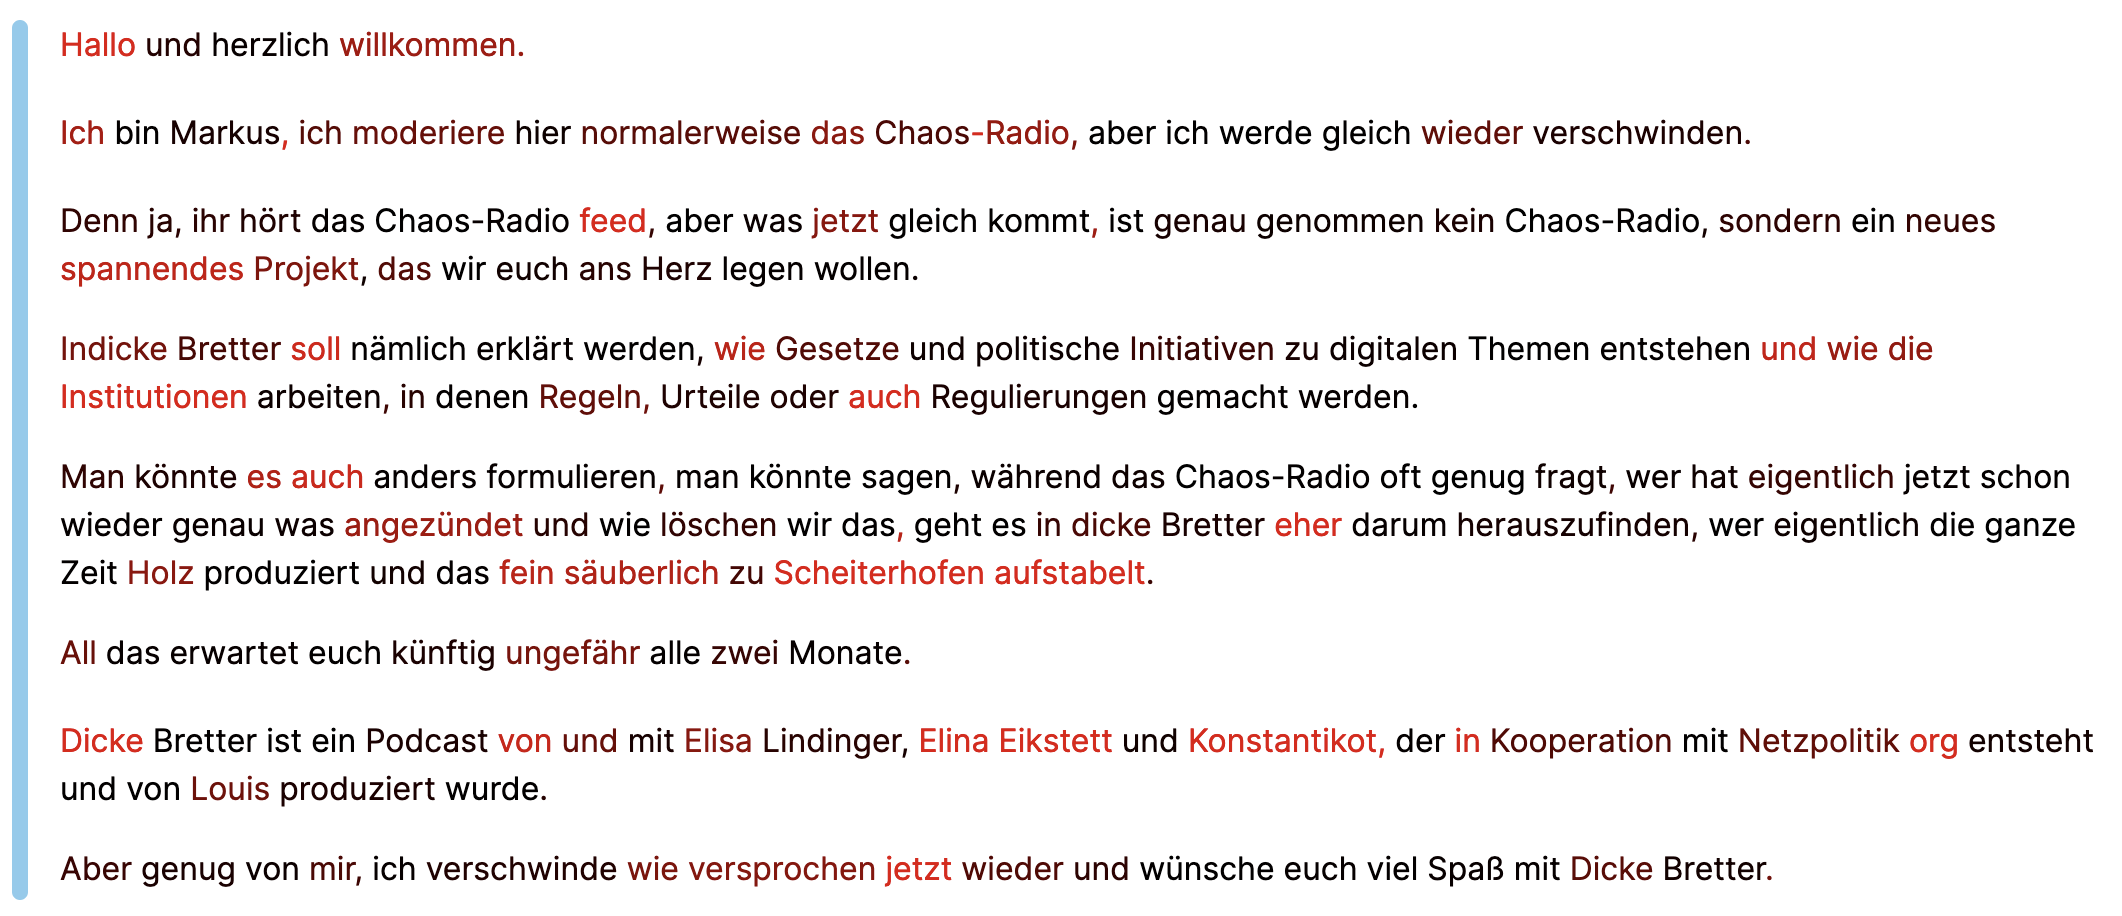 Hallo und herzlich willkommen.
Ich bin Markus, ich moderiere hier normalerweise das Chaos-Radio, aber ich werde gleich wieder verschwinden.
Denn ja, ihr hört das Chaos-Radio feed, aber was jetzt gleich kommt, ist genau genommen kein Chaos-Radio, sondern ein neues
spannendes Projekt, das wir euch ans Herz legen wollen.
Indicke Bretter soll nämlich erklärt werden, wie Gesetze und politische Initiativen zu digitalen Themen entstehen und wie die
Institutionen arbeiten, in denen Regeln, Urteile oder auch Regulierungen gemacht werden.
Man könnte es auch anders formulieren, man könnte sagen, während das Chaos-Radio oft genug fragt, wer hat eigentlich jetzt schon
wieder genau was angezündet und wie löschen wir das, geht es in dicke Bretter eher darum herauszufinden, wer eigentlich die ganze
Zeit Holz produziert und das fein säuberlich zu Scheiterhofen aufstabelt.
All das erwartet euch künftig ungefähr alle zwei Monate.
Dicke Bretter ist ein Podcast von und mit Elisa Lindinger, Elina Eikstett und Konstantikot, der in Kooperation mit Netzpolitik org entsteht
und von Louis produziert wurde.
Aber genug von mir, ich verschwinde wie versprochen jetzt wieder und wünsche euch viel Spaß mit Dicke Bretter.